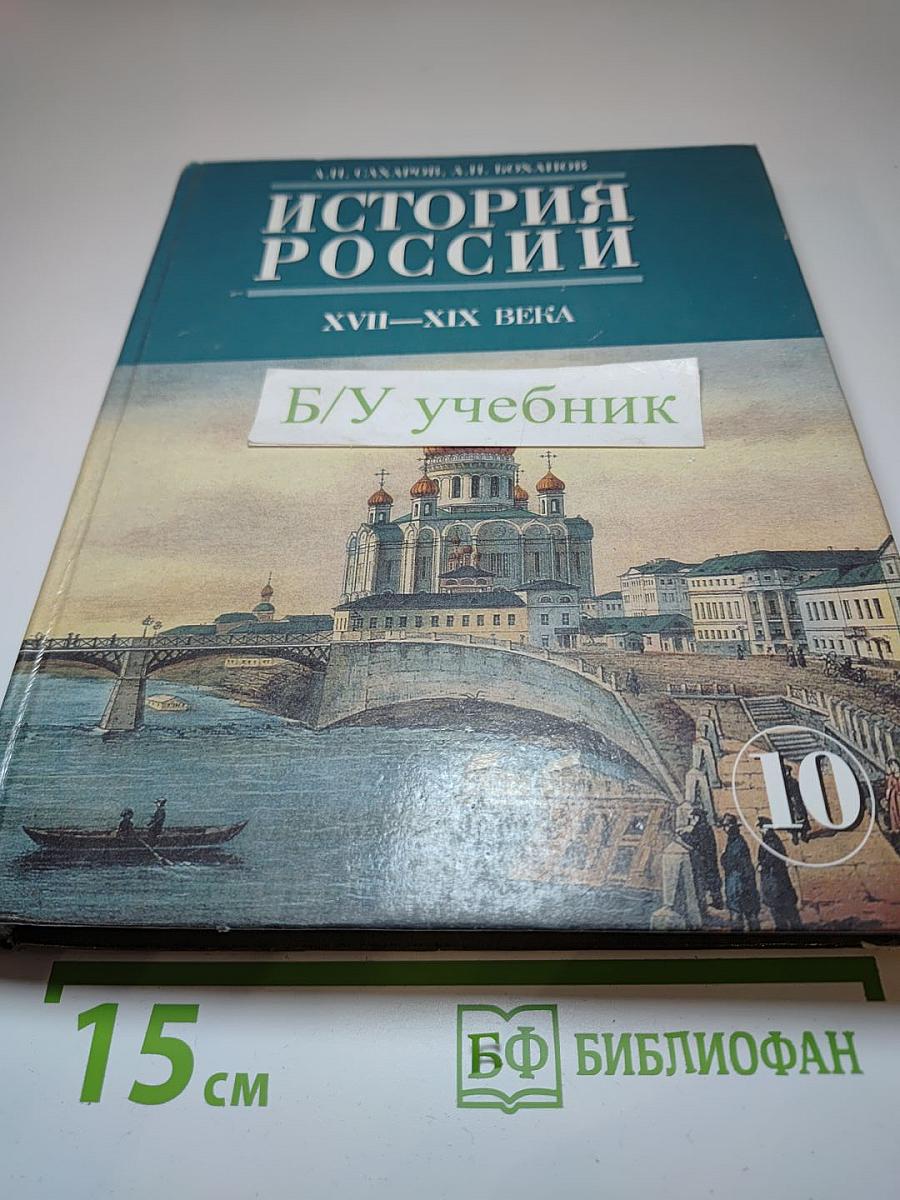 А.Н. САХАРОВ, А.Н. БОХАНОВ
ИСТОРИЯ
РОССИИ
XVII—XIX ВЕКА
Б/У учебник
10
15 см
БФ БИБЛИОФАН